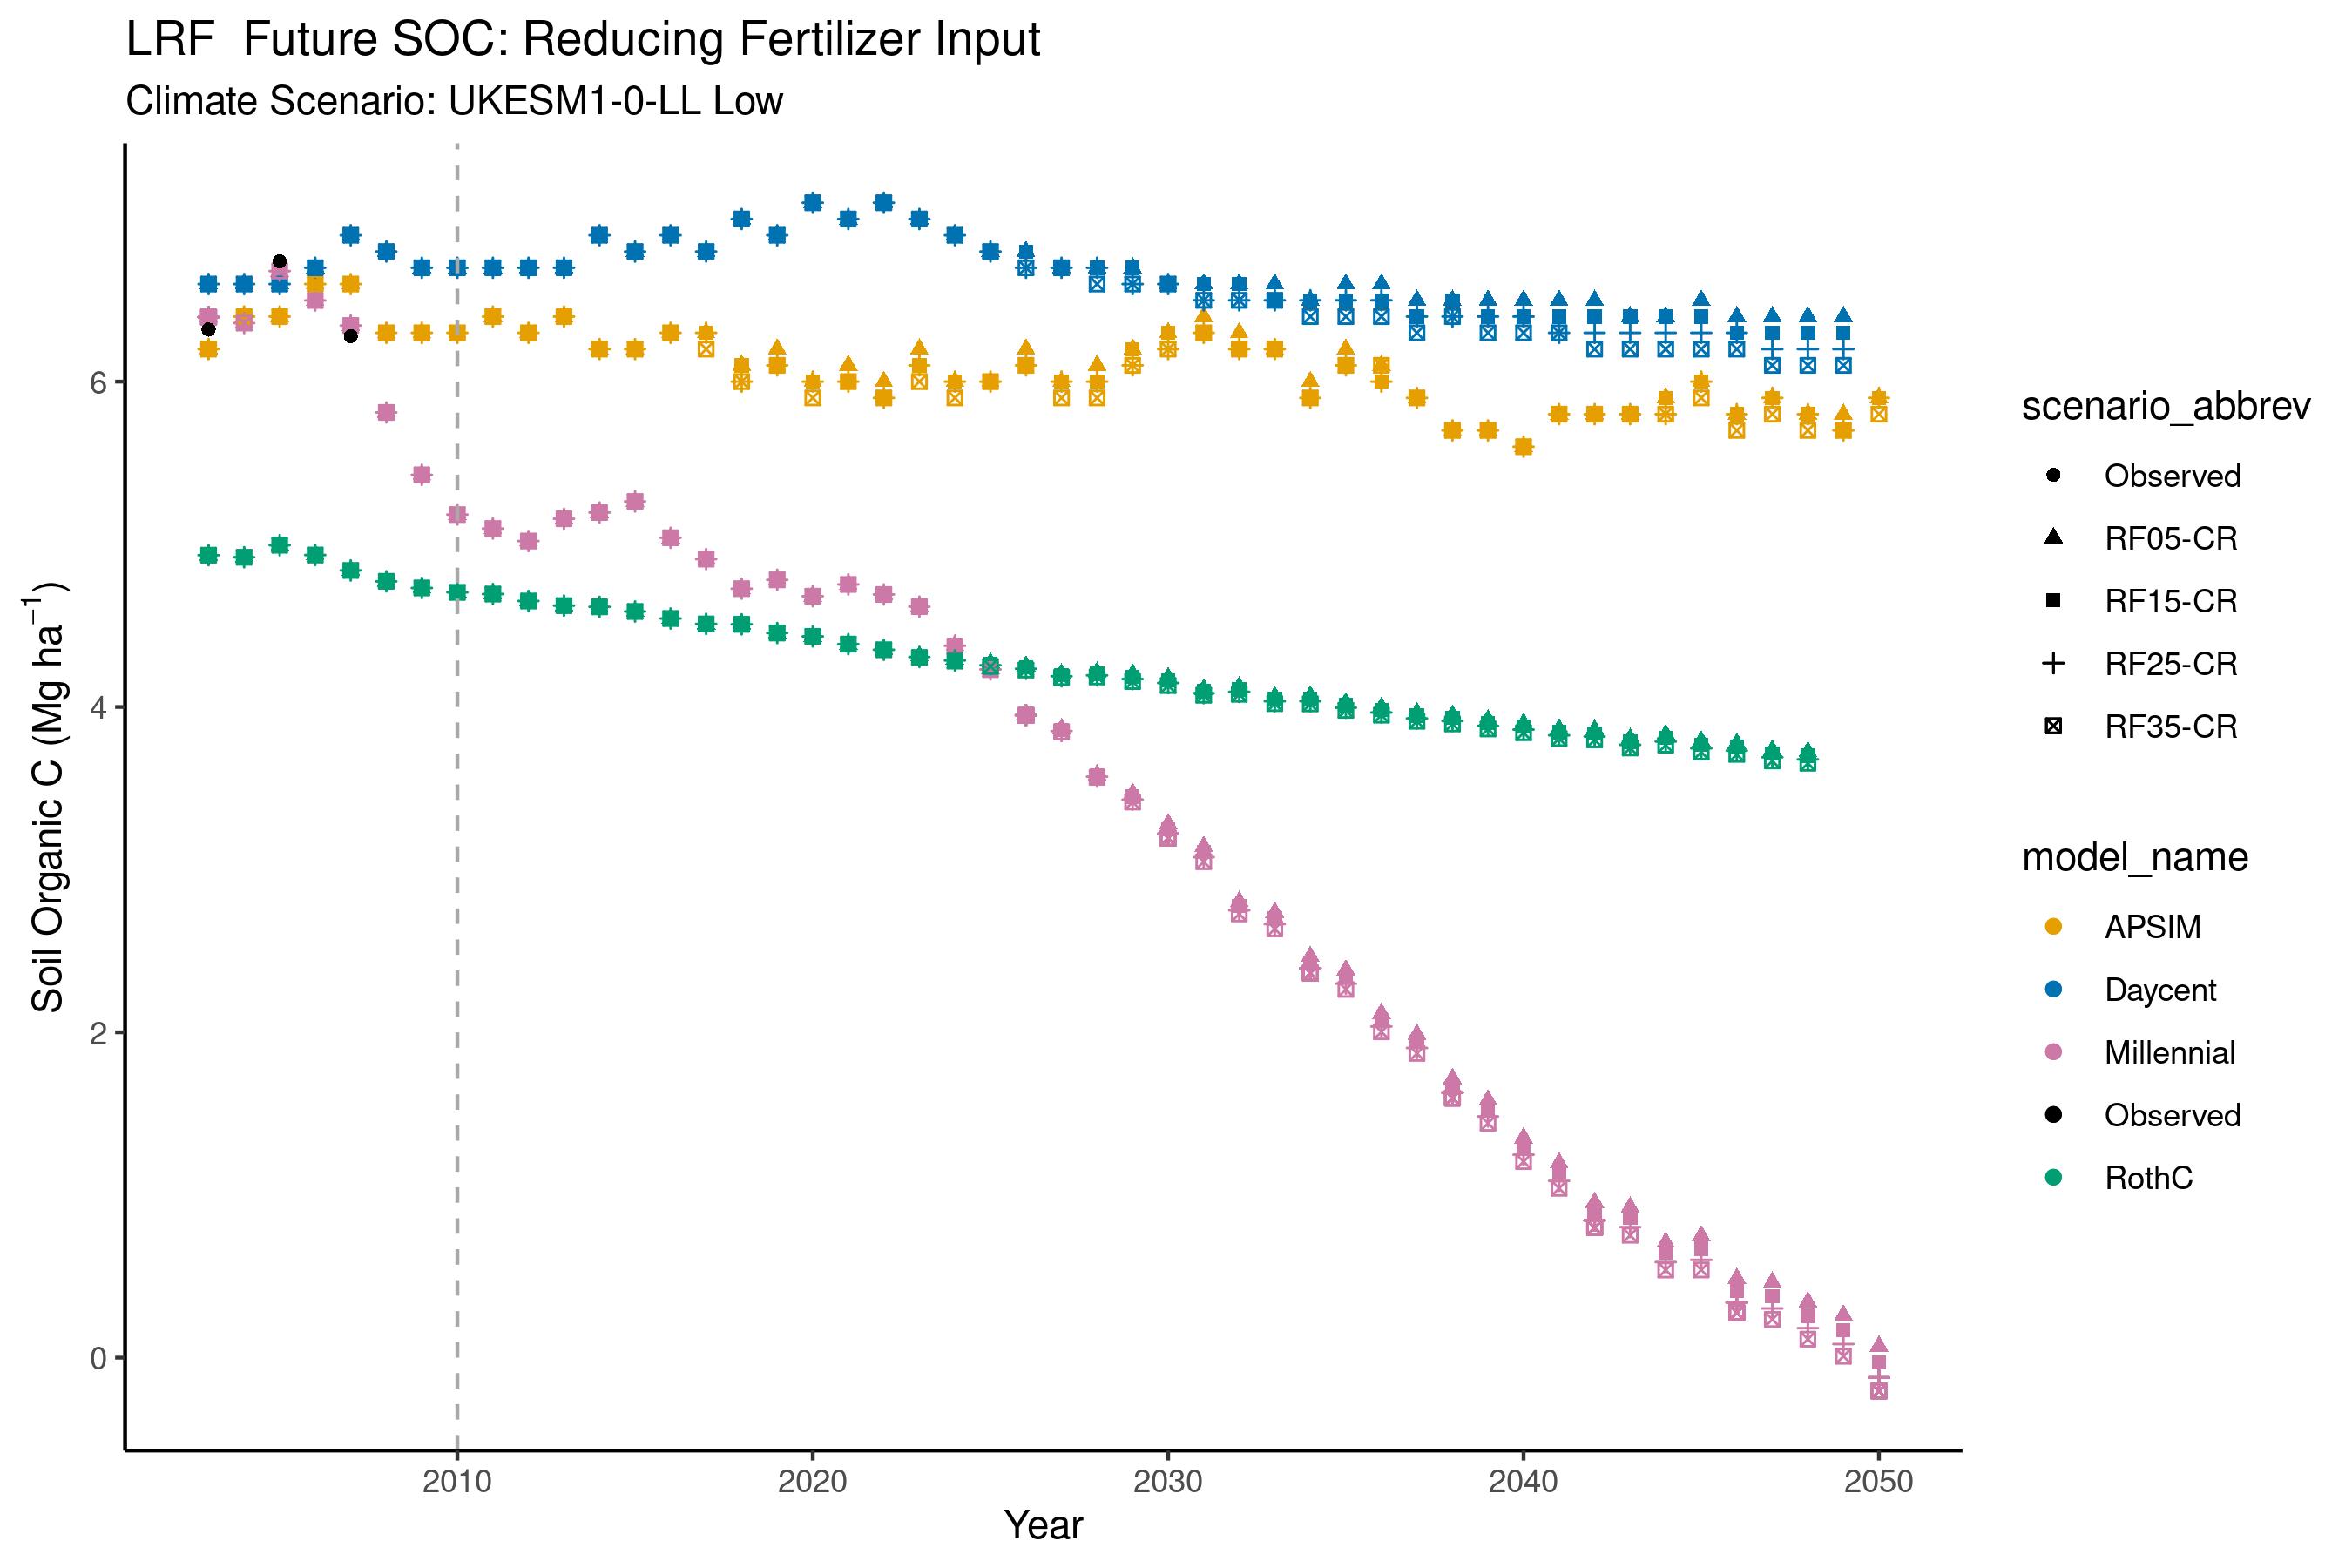 LRF  Future SOC: Reducing Fertilizer Input
Climate Scenario: UKESM1-0-LL Low
Soil Organic C (Mg ha⁻¹)
6
4
2
0
2010
2020
2030
2040
2050
Year
scenario_abbrev
Observed
RF05-CR
RF15-CR
RF25-CR
RF35-CR
model_name
APSIM
Daycent
Millennial
Observed
RothC